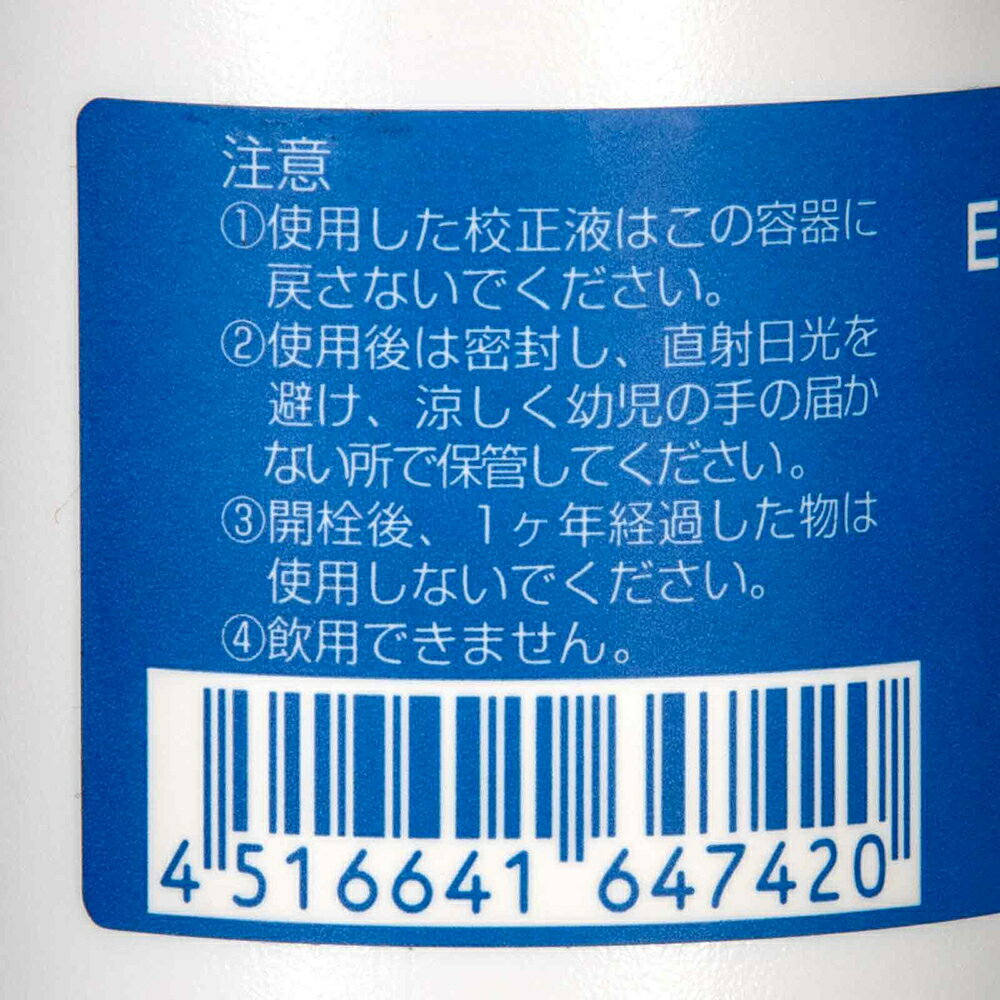 注意
①使用した校正液はこの容器に
戻さないでください。
②使用後は密封し、直射日光を
避け、涼しく幼児の手の届か
ない所で保管してください。
③開栓後、1ヶ年経過した物は
使用しないでください。
④飲用できません。
4 516641 647420